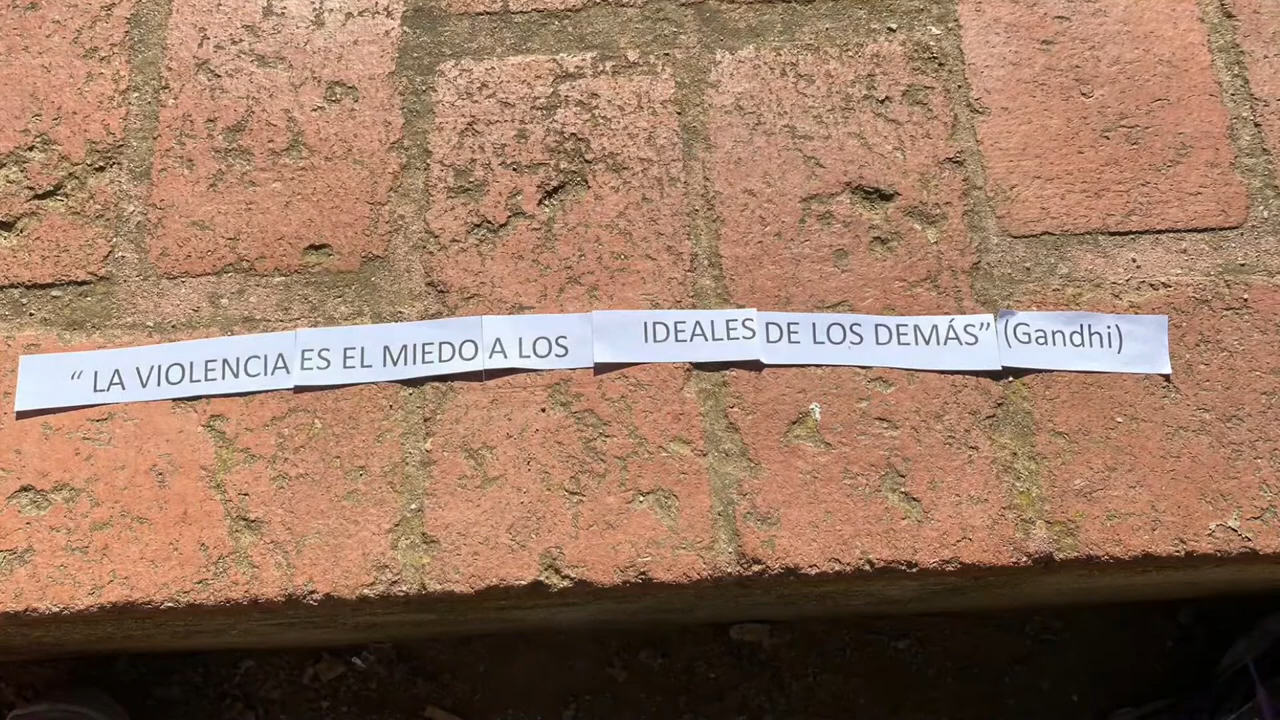 “ LA VIOLENCIA ES EL MIEDO A LOS IDEALES DE LOS DEMÁS” (Gandhi)